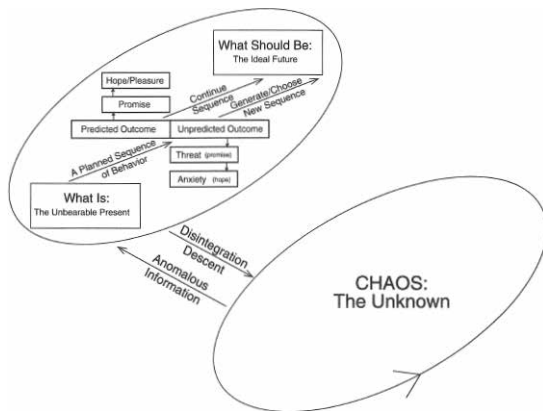 What Should Be:
The Ideal Future
Hope/Pleasure
Promise
Continue
Sequence
Generate/Choose
New Sequence
Predicted Outcome
Unpredicted Outcome
A Planned Sequence
of Behavior
Threat (promise)
Anxiety (hope)
What Is:
The Unbearable Present
Disintegration
Descent
Anomalous
Information
CHAOS:
The Unknown